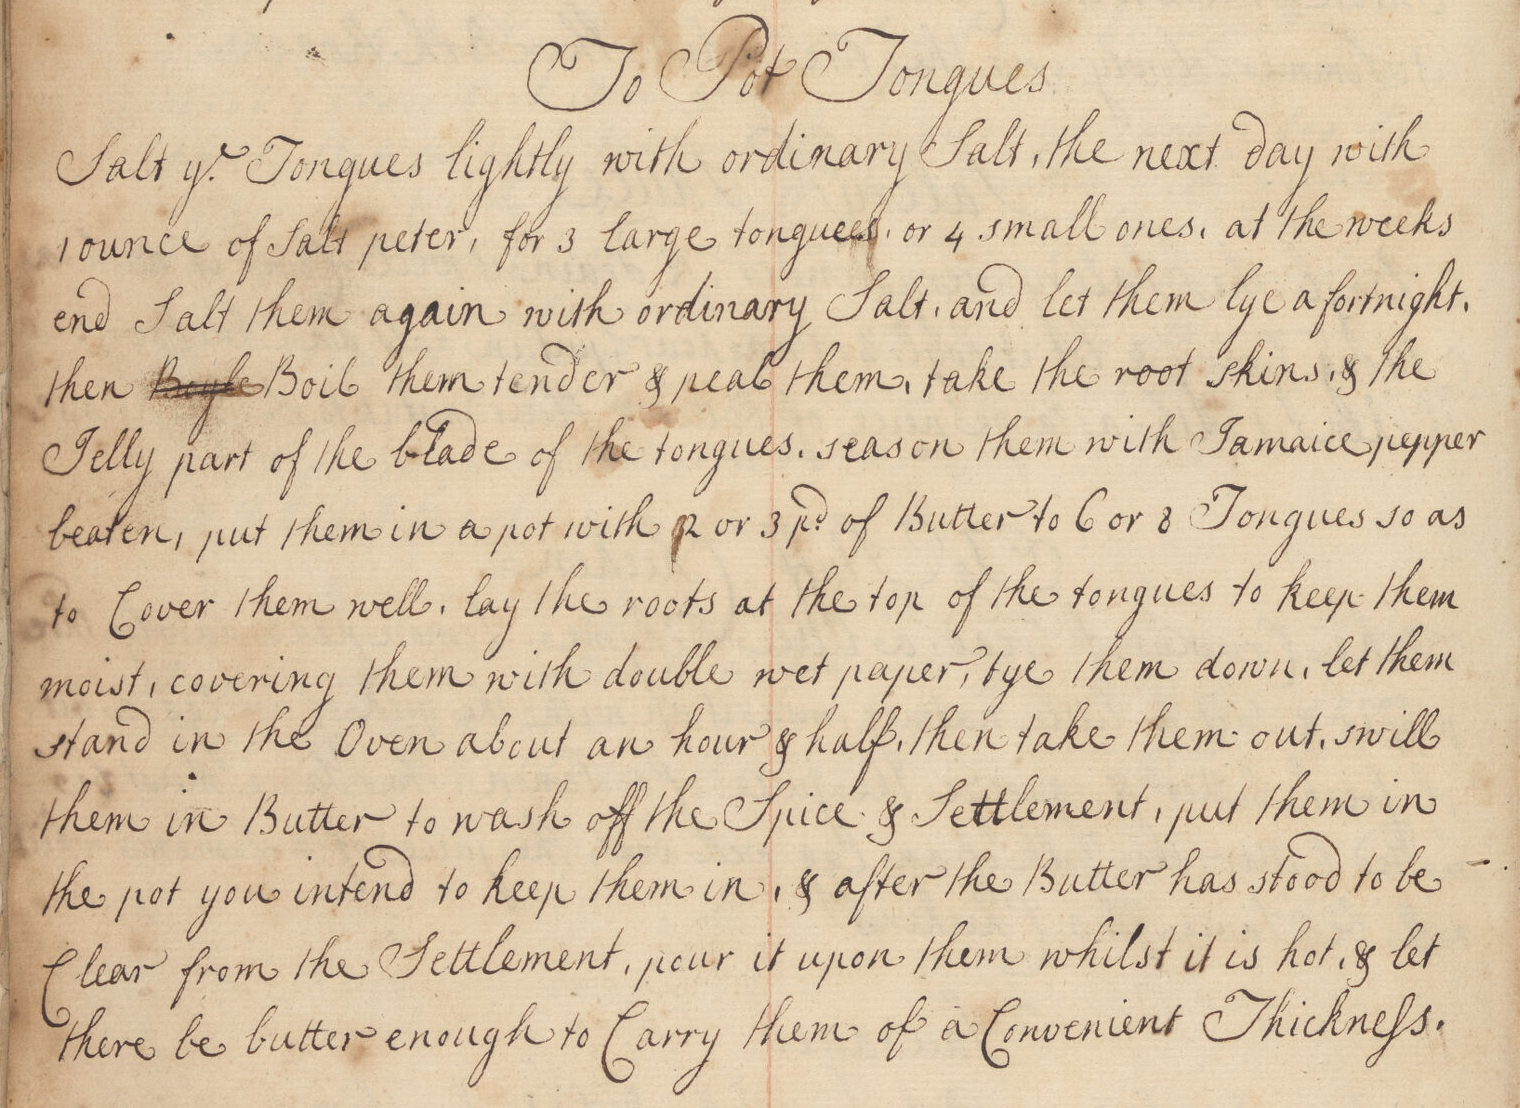 To Pot Tongues
Salt yr. Tongues lightly with ordinary Salt, the next day with
1 ounce of Salt peter, for 3 large tonguees, or 4 small ones, at the weeks
end Salt them again with ordinary Salt, and let them lye a fortnight,
then Boyle Boil them tender & peal them, take the root skins, & the
Jelly part of the blade of the tongues. season them with Jamaice pepper
beaten, put them in a pot with 2 or 3 pd of Butter to 6 or 8 Tongues so as
to Cover them well, lay the roots at the top of the tongues to keep them
moist, covering them with double wet paper, tye them down, let them
stand in the Oven about an hour & half, then take them out, swill
them in Butter to wash off the Spice & Settlement, put them in
the pot you intend to keep them in, & after the Butter has stood to be
Clear from the Settlement, pour it upon them whilst it is hot, & let
there be butter enough to Carry them of a Convenient Thickneſs.